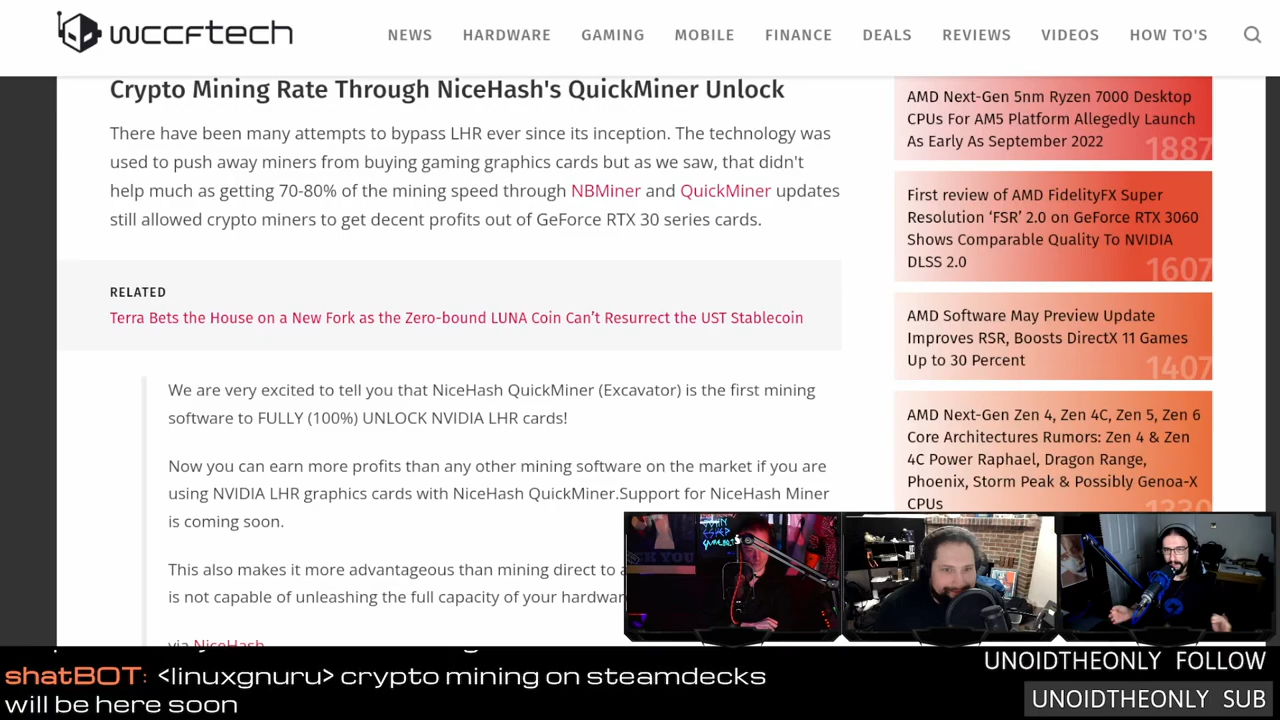 wccftech
NEWS HARDWARE GAMING MOBILE FINANCE DEALS REVIEWS VIDEOS HOW TO'S
Crypto Mining Rate Through NiceHash's QuickMiner Unlock
There have been many attempts to bypass LHR ever since its inception. The technology was
used to push away miners from buying gaming graphics cards but as we saw, that didn't
help much as getting 70-80% of the mining speed through NBMiner and QuickMiner updates
still allowed crypto miners to get decent profits out of GeForce RTX 30 series cards.
RELATED
Terra Bets the House on a New Fork as the Zero-bound LUNA Coin Can't Resurrect the UST Stablecoin
We are very excited to tell you that NiceHash QuickMiner (Excavator) is the first mining
software to FULLY (100%) UNLOCK NVIDIA LHR cards!
Now you can earn more profits than any other mining software on the market if you are
using NVIDIA LHR graphics cards with NiceHash QuickMiner.Support for NiceHash Miner
is coming soon.
This also makes it more advantageous than mining direct to
is not capable of unleashing the full capacity of your
via NiceHash
AMD Next-Gen 5nm Ryzen 7000 Desktop
CPUs For AM5 Platform Allegedly Launch
As Early As September 2022
1887
First review of AMD FidelityFX Super
Resolution ‘FSR’ 2.0 on GeForce RTX 3060
Shows Comparable Quality To NVIDIA
DLSS 2.0
1607
AMD Software May Preview Update
Improves RSR, Boosts DirectX 11 Games
Up to 30 Percent
1407
AMD Next-Gen Zen 4, Zen 4C, Zen 5, Zen 6
Core Architectures Rumors: Zen 4 & Zen
4C Power Raphael, Dragon Range,
Phoenix, Storm Peak & Possibly Genoa-X
CPUs
shatBOT: <linuxgnuru> crypto mining on steamdecks
will be here soon
UNOIDTHEONLY FOLLOW
UNOIDTHEONLY SUB